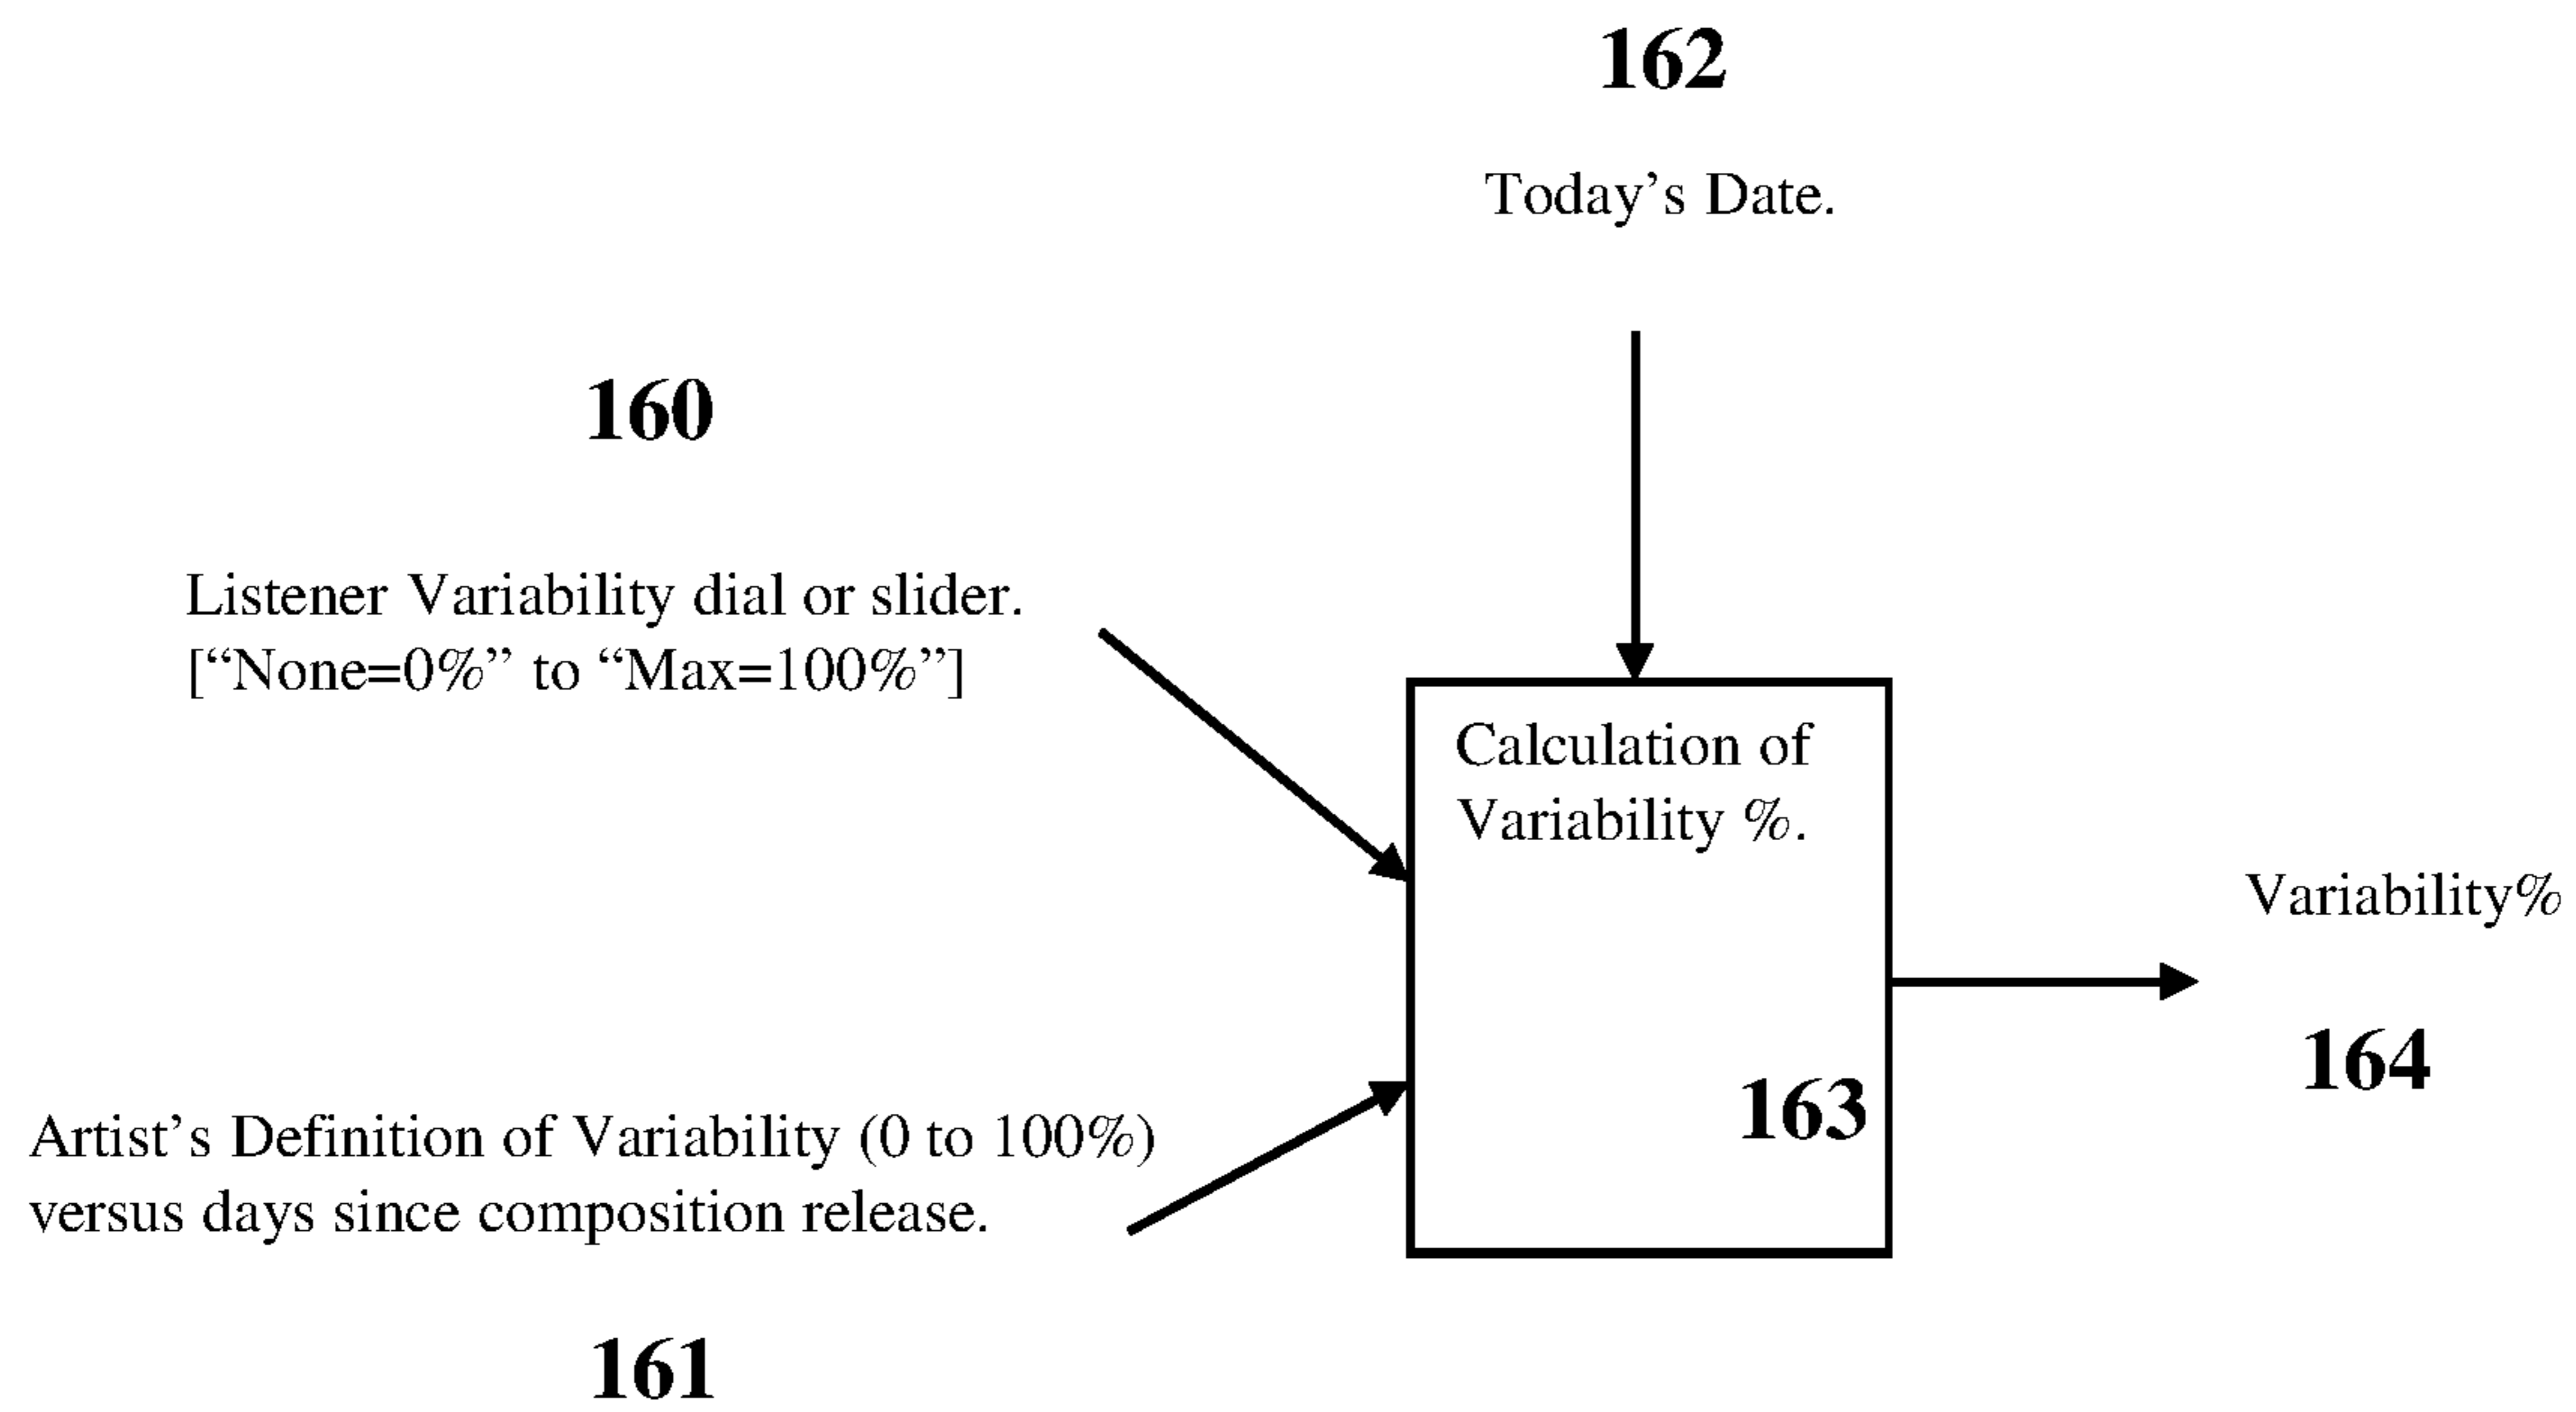 162
Today’s Date.
160
Listener Variability dial or slider.
[“None=0%” to “Max=100%”]
Calculation of
Variability %.
163
Variability%
164
Artist’s Definition of Variability (0 to 100%)
versus days since composition release.
161